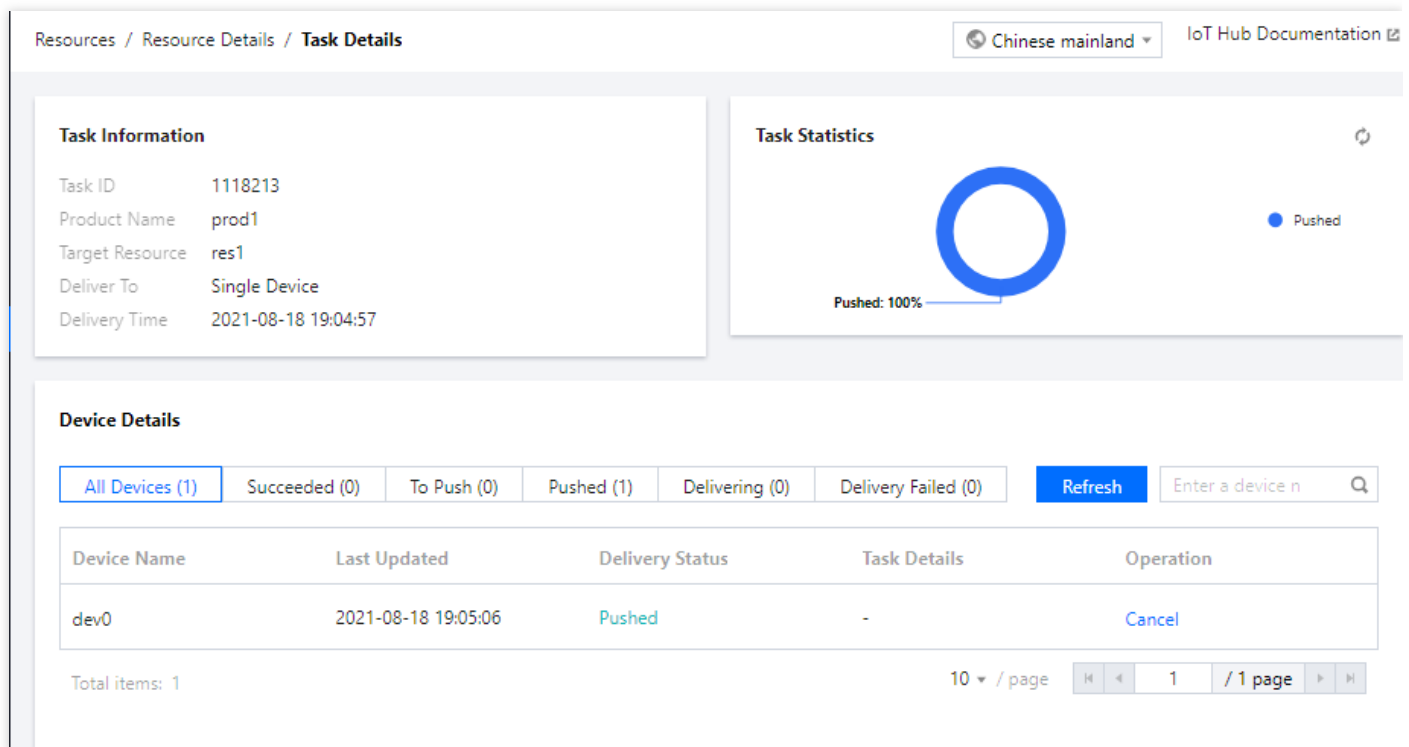 Resources / Resource Details / Task Details
Chinese mainland
IoT Hub Documentation
Task Information
Task ID 1118213
Product Name prod1
Target Resource res1
Deliver To Single Device
Delivery Time 2021-08-18 19:04:57
Task Statistics
Pushed
Pushed: 100%
Device Details
All Devices (1) Succeeded (0) To Push (0) Pushed (1) Delivering (0) Delivery Failed (0) Refresh Enter a device n
Device Name Last Updated Delivery Status Task Details Operation
dev0 2021-08-18 19:05:06 Pushed - Cancel
Total items: 1 10 / page 1 / 1 page